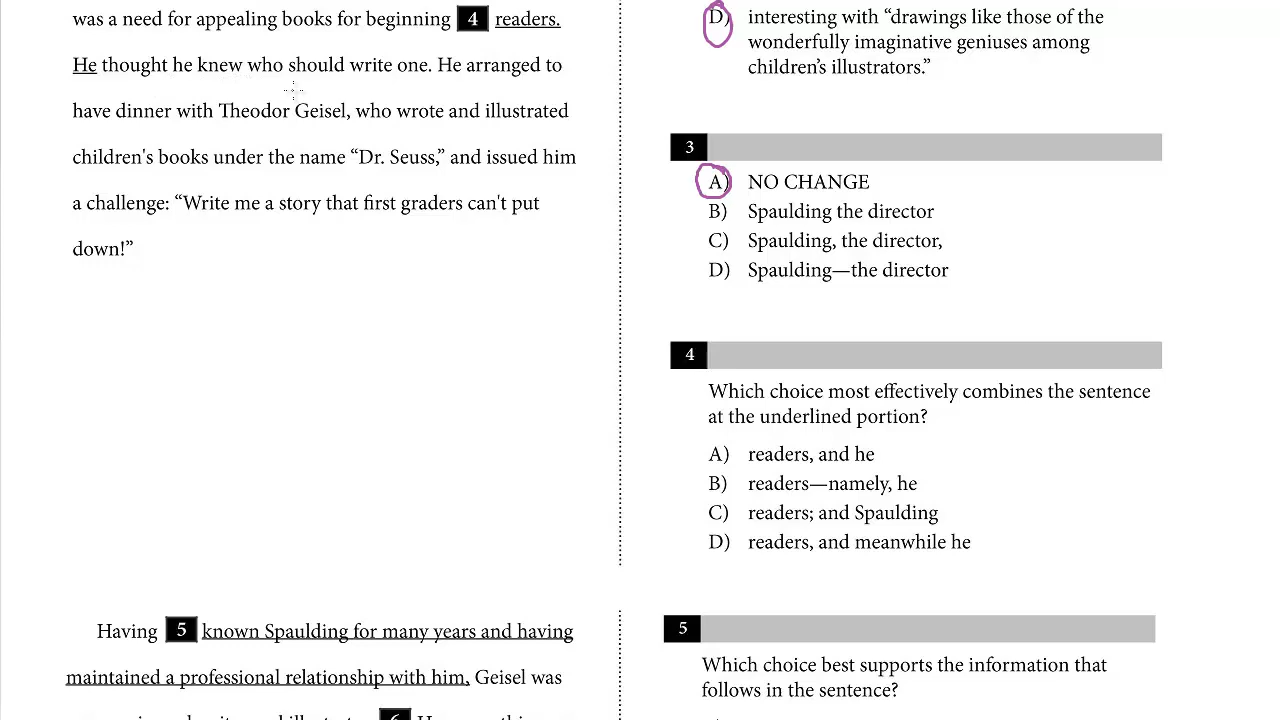 was a need for appealing books for beginning 4 readers.
He thought he knew who should write one. He arranged to
have dinner with Theodor Geisel, who wrote and illustrated
children's books under the name “Dr. Seuss,” and issued him
a challenge: “Write me a story that first graders can't put
down!”
Having 5 known Spaulding for many years and having
maintained a professional relationship with him, Geisel was
D) interesting with “drawings like those of the
wonderfully imaginative geniuses among
children’s illustrators.”
3
A) NO CHANGE
B) Spaulding the director
C) Spaulding, the director,
D) Spaulding—the director
4
Which choice most effectively combines the sentence
at the underlined portion?
A) readers, and he
B) readers—namely, he
C) readers; and Spaulding
D) readers, and meanwhile he
5
Which choice best supports the information that
follows in the sentence?